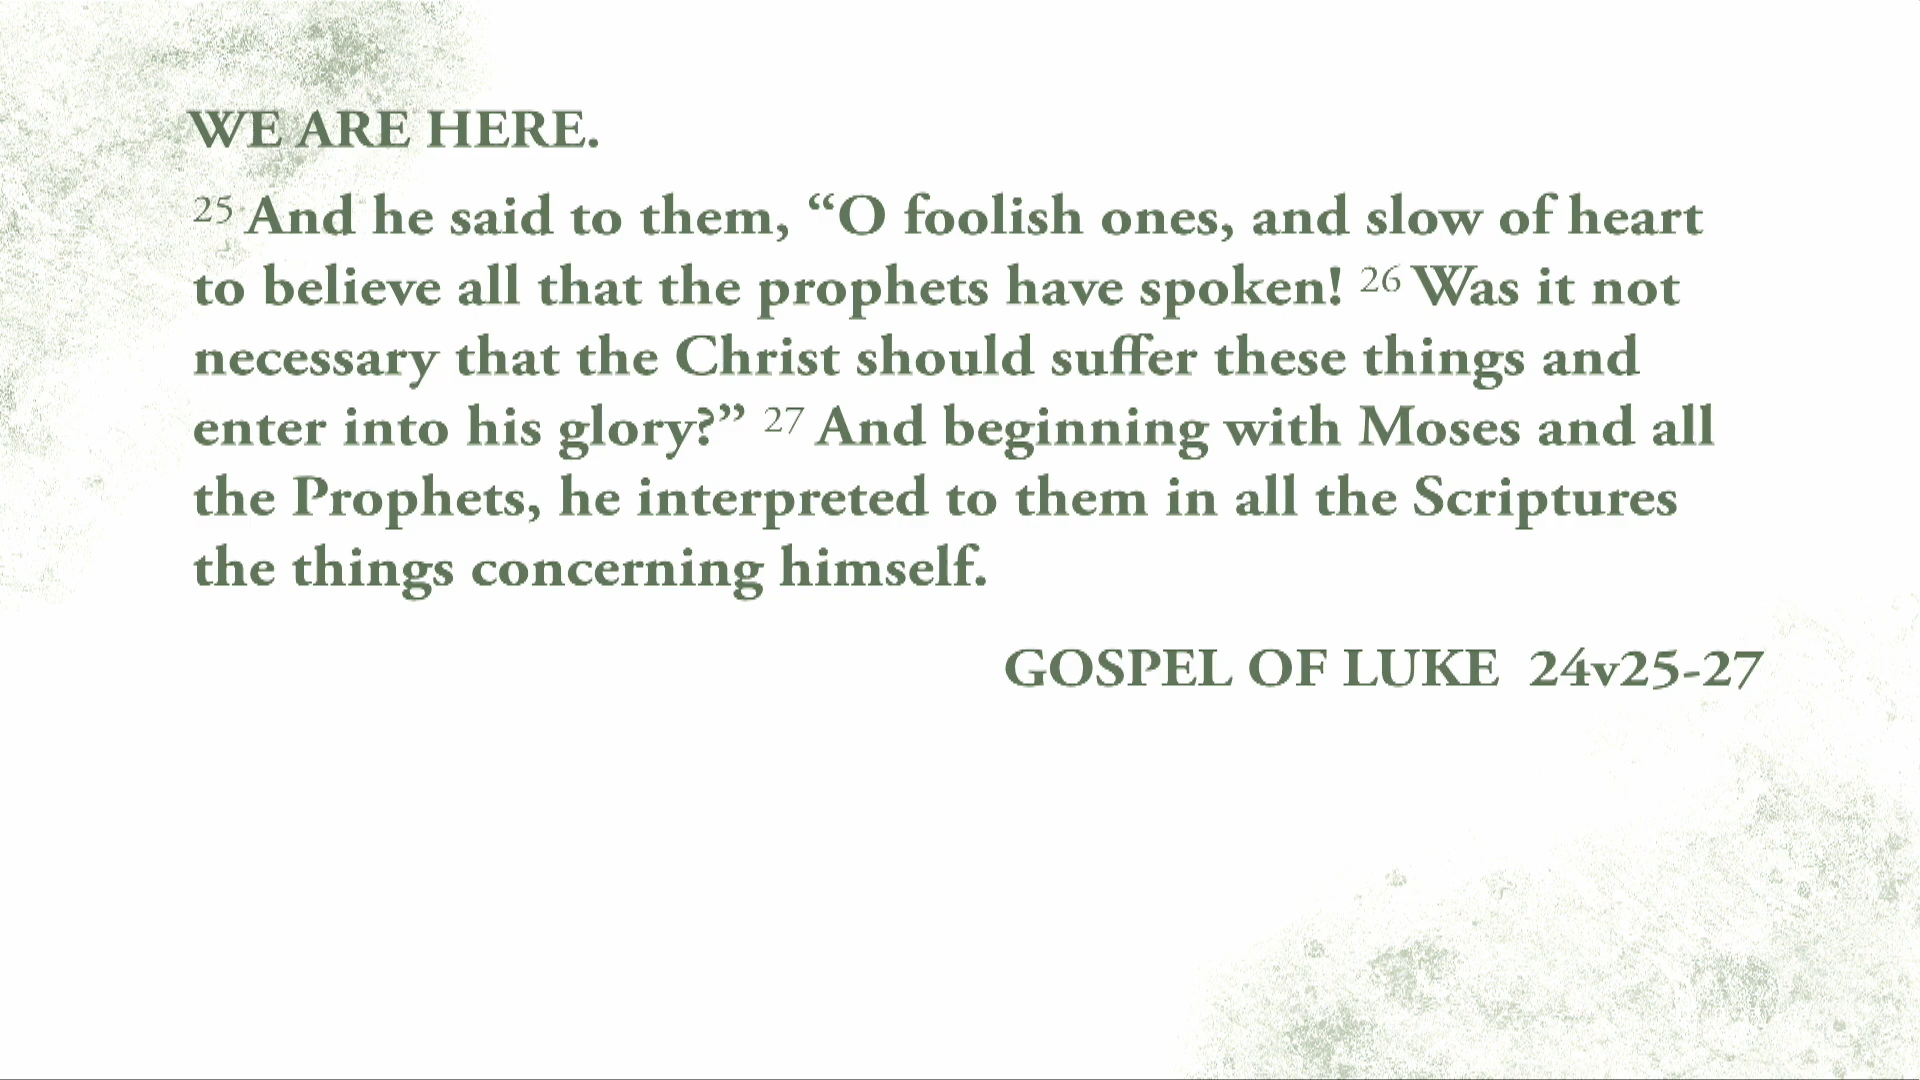 WE ARE HERE.
25 And he said to them, “O foolish ones, and slow of heart
to believe all that the prophets have spoken! 26 Was it not
necessary that the Christ should suffer these things and
enter into his glory?” 27 And beginning with Moses and all
the Prophets, he interpreted to them in all the Scriptures
the things concerning himself.
GOSPEL OF LUKE  24v25-27